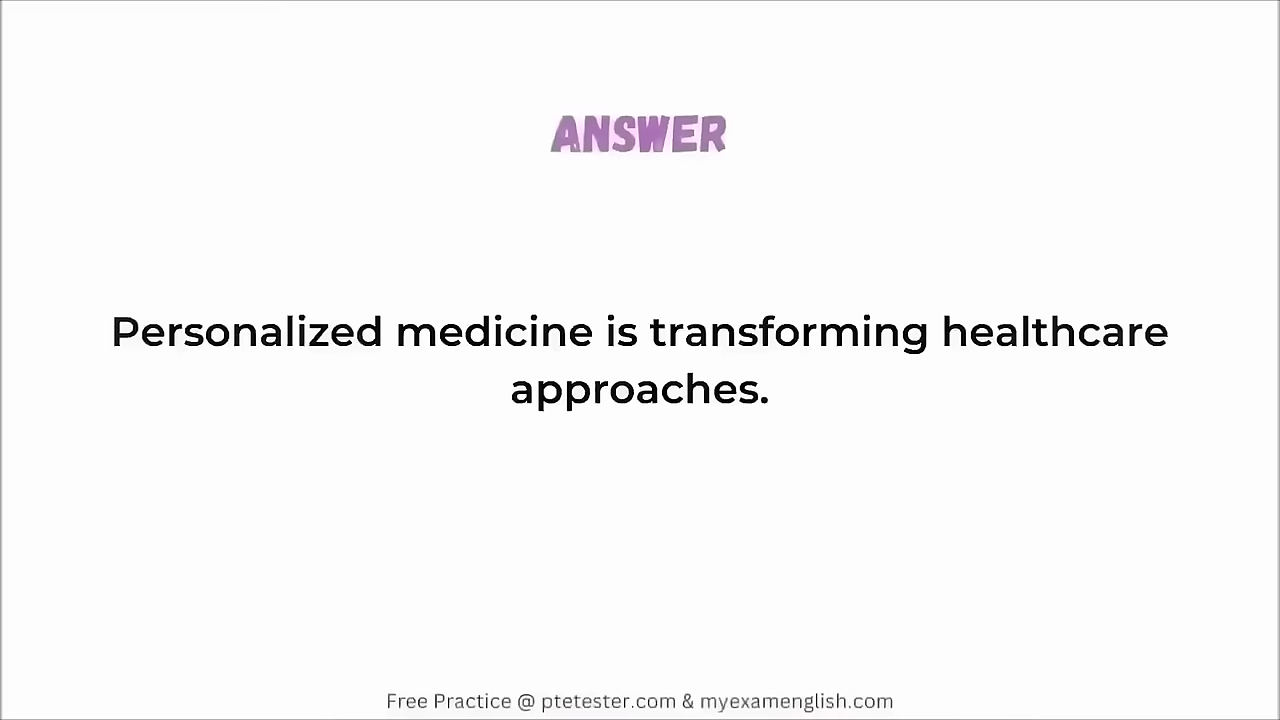 ANSWER
Personalized medicine is transforming healthcare
approaches.
Free Practice @ ptetester.com & myexamenglish.com